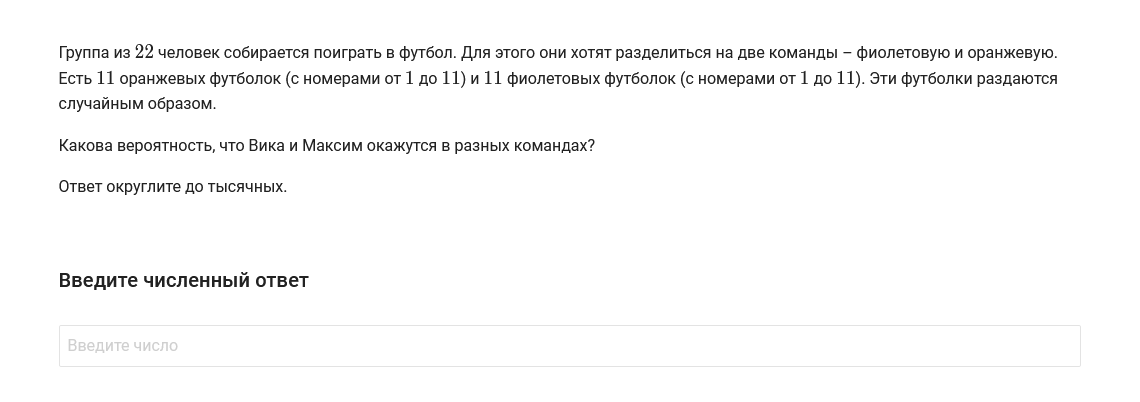 Группа из 22 человек собирается поиграть в футбол. Для этого они хотят разделиться на две команды – фиолетовую и оранжевую.
Есть 11 оранжевых футболок (с номерами от 1 до 11) и 11 фиолетовых футболок (с номерами от 1 до 11). Эти футболки раздаются
случайным образом.
Какова вероятность, что Вика и Максим окажутся в разных командах?
Ответ округлите до тысячных.
Введите численный ответ
Введите число